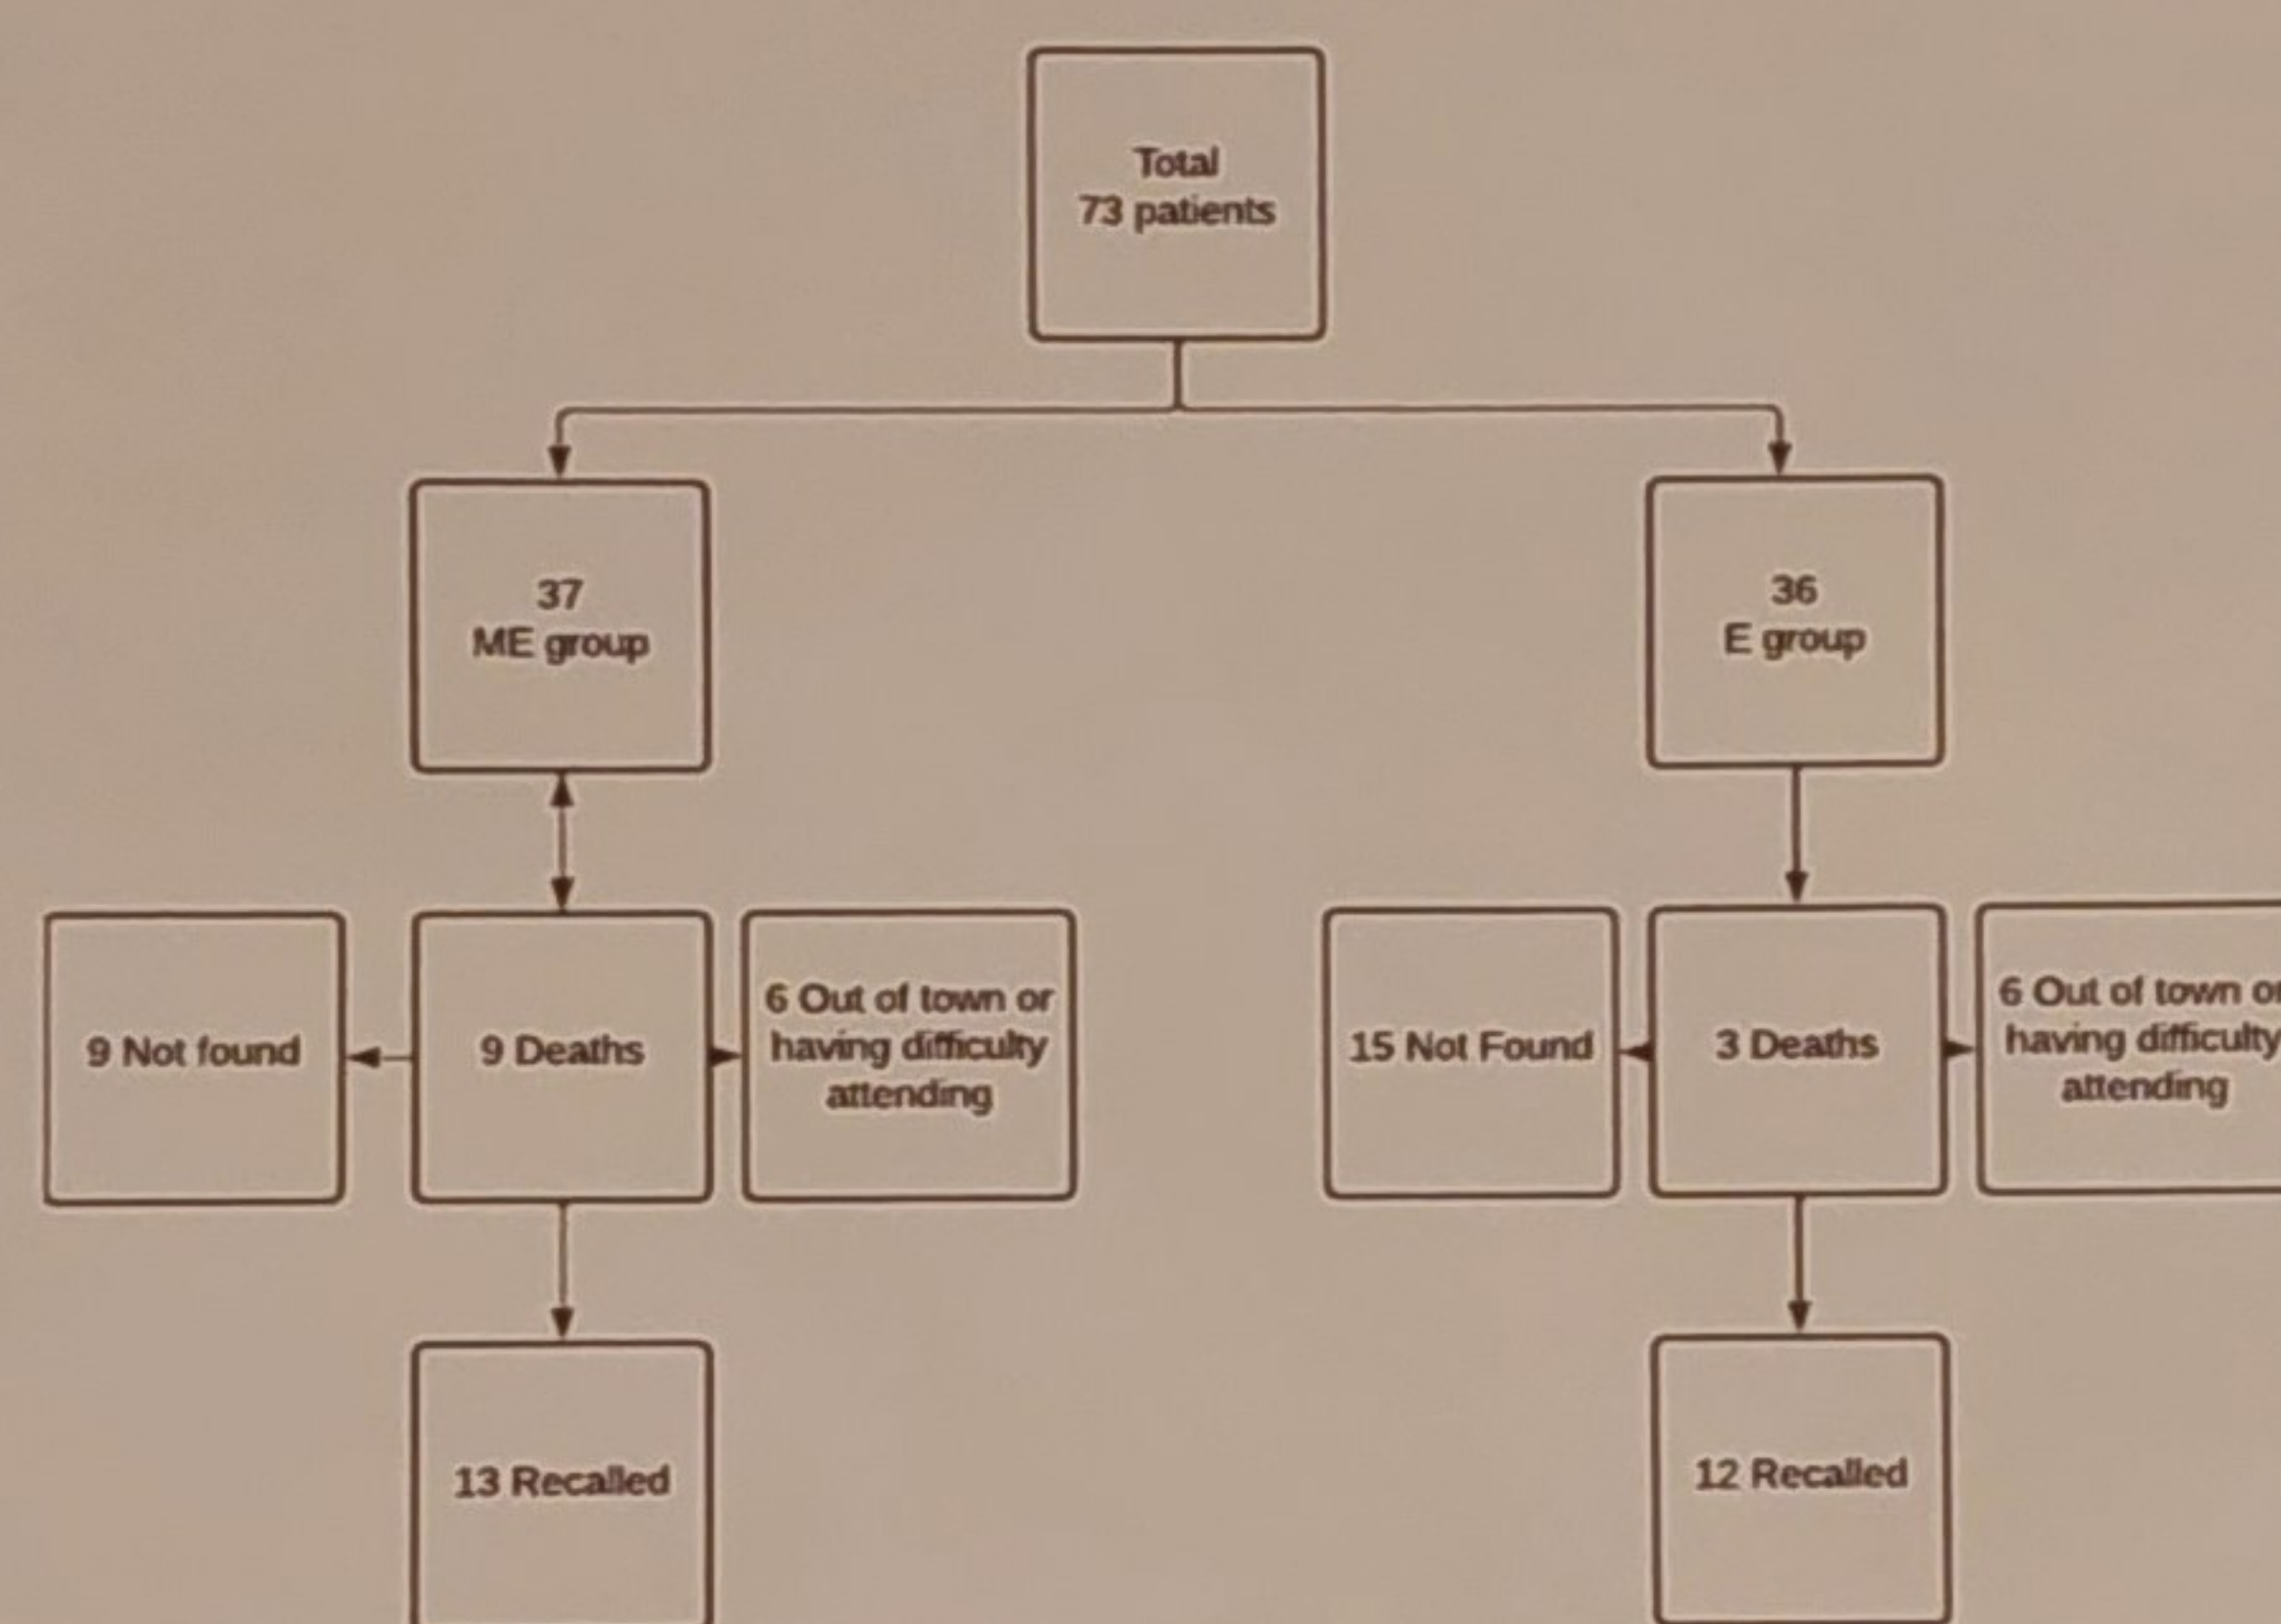 Total
73 patients
37
ME group
36
E group
9 Not found
9 Deaths
6 Out of town or
having difficulty
attending
15 Not Found
3 Deaths
6 Out of town or
having difficulty
attending
13 Recalled
12 Recalled